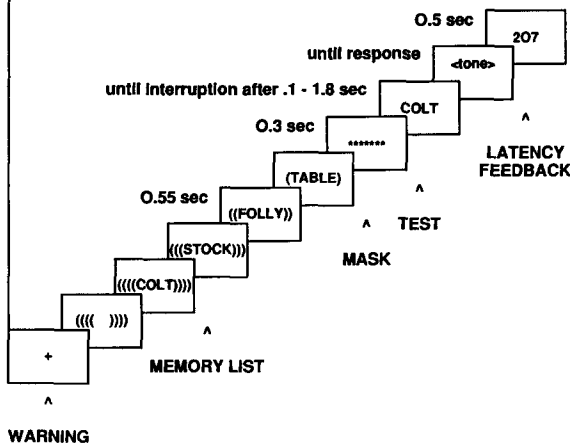 0.5 sec
207
until response
<tone>
until interruption after .1 - 1.8 sec
COLT
^
LATENCY
FEEDBACK
0.3 sec
*******
^
TEST
(TABLE)
^
MASK
0.55 sec
((FOLLY))
(((STOCK)))
((((COLT))))
^
MEMORY LIST
(((( ))))
+
^
WARNING